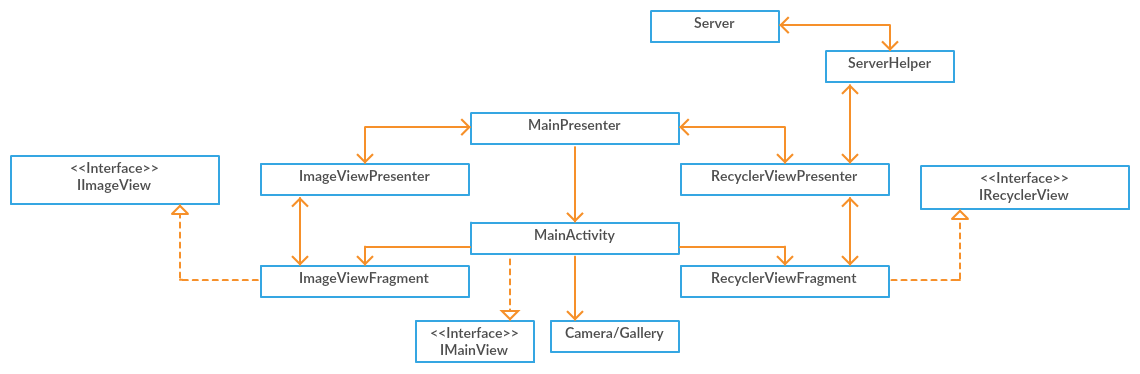 Server
ServerHelper
MainPresenter
<<Interface>>
IImageView
ImageViewPresenter
RecyclerViewPresenter
<<Interface>>
IRecyclerView
MainActivity
ImageViewFragment
RecyclerViewFragment
<<Interface>>
IMainView
Camera/Gallery